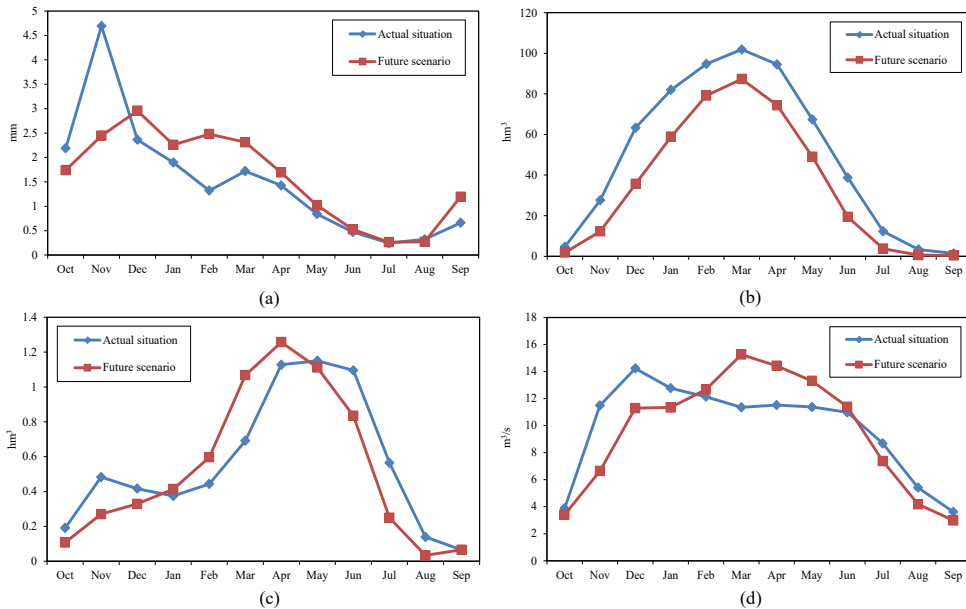 5
4.5
4
3.5
3
2.5
2
1.5
1
0.5
0
mm
Actual situation
Future scenario
Oct Nov Dec Jan Feb Mar Apr May Jun Jul Aug Sep
(a)
120
100
80
60
40
20
0
hm³
Actual situation
Future scenario
Oct Nov Dec Jan Feb Mar Apr May Jun Jul Aug Sep
(b)
1.4
1.2
1
0.8
0.6
0.4
0.2
0
hm³
Actual situation
Future scenario
Oct Nov Dec Jan Feb Mar Apr May Jun Jul Aug Sep
(c)
18
16
14
12
10
8
6
4
2
0
m³/s
Actual situation
Future scenario
Oct Nov Dec Jan Feb Mar Apr May Jun Jul Aug Sep
(d)